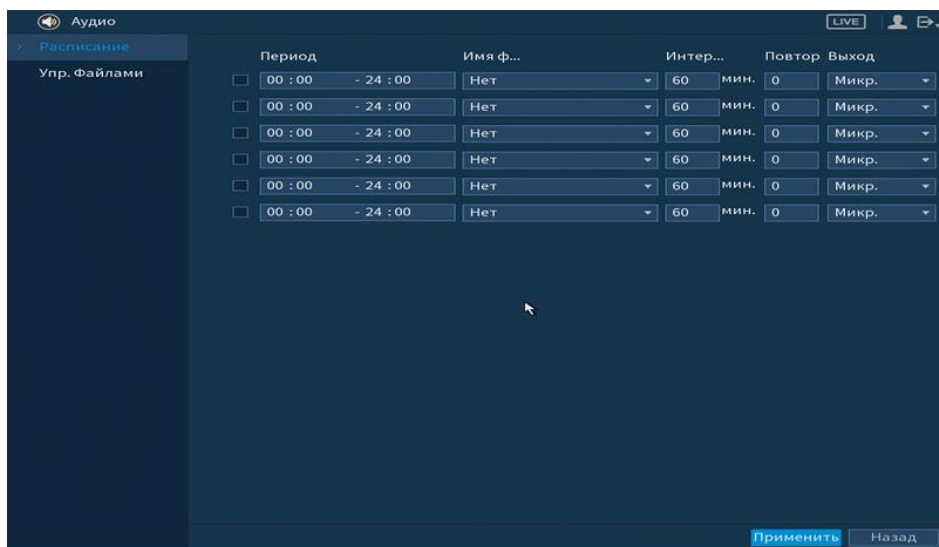 Аудио LIVE
Расписание
Упр. Файлами
Период Имя ф... Интер... Повтор Выход
00 : 00 - 24 : 00 Нет 60 мин. 0 Микр.
00 : 00 - 24 : 00 Нет 60 мин. 0 Микр.
00 : 00 - 24 : 00 Нет 60 мин. 0 Микр.
00 : 00 - 24 : 00 Нет 60 мин. 0 Микр.
00 : 00 - 24 : 00 Нет 60 мин. 0 Микр.
00 : 00 - 24 : 00 Нет 60 мин. 0 Микр.
Применить Назад